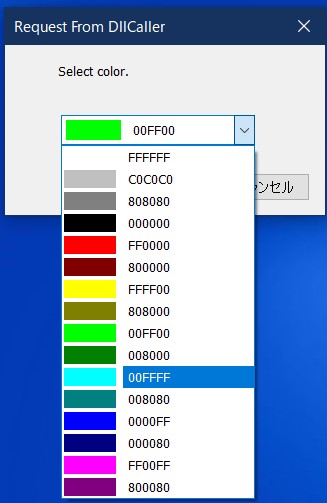 Request From DllCaller
Select color.
00FF00
FFFFFF
C0C0C0
808080
000000
FF0000
800000
FFFF00
808000
00FF00
008000
00FFFF
008080
0000FF
000080
FF00FF
800080
ンセル